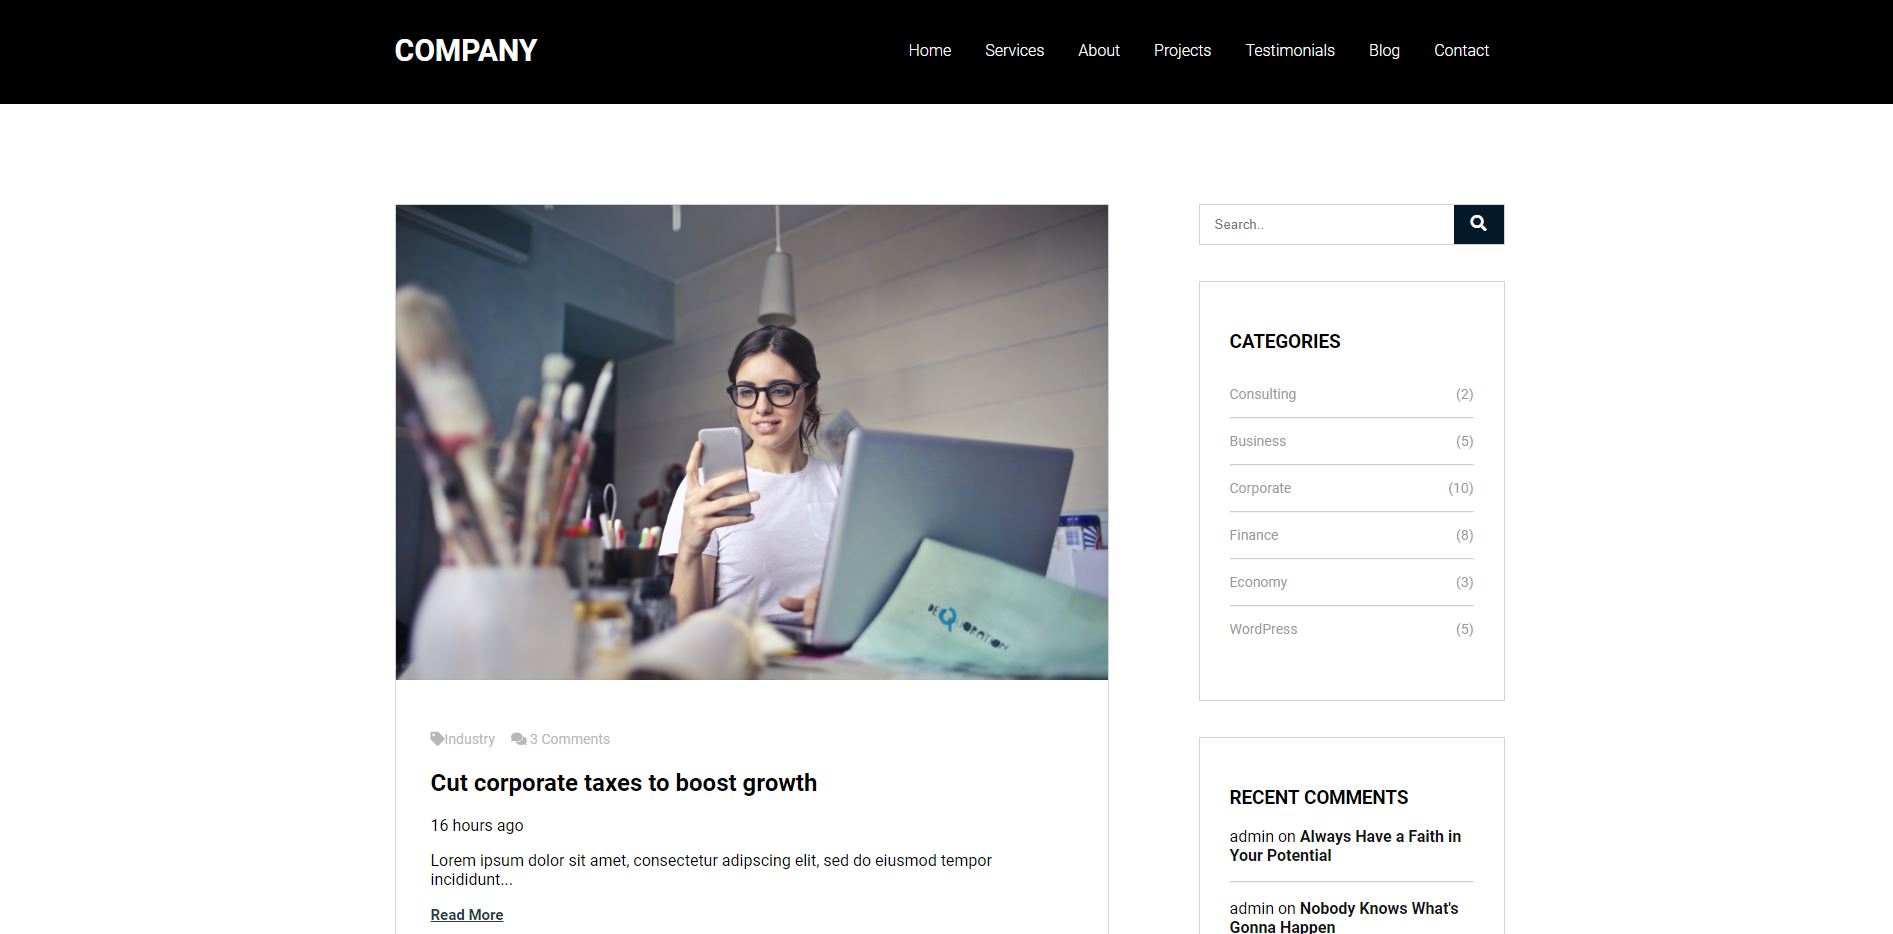 COMPANY
Home Services About Projects Testimonials Blog Contact
Search..
CATEGORIES
Consulting (2)
Business (5)
Corporate (10)
Finance (8)
Economy (3)
WordPress (5)
DEQUORATION
Industry 3 Comments
Cut corporate taxes to boost growth
16 hours ago
Lorem ipsum dolor sit amet, consectetur adipscing elit, sed do eiusmod tempor
incididunt...
Read More
RECENT COMMENTS
admin on Always Have a Faith in
Your Potential
admin on Nobody Knows What's
Gonna Happen